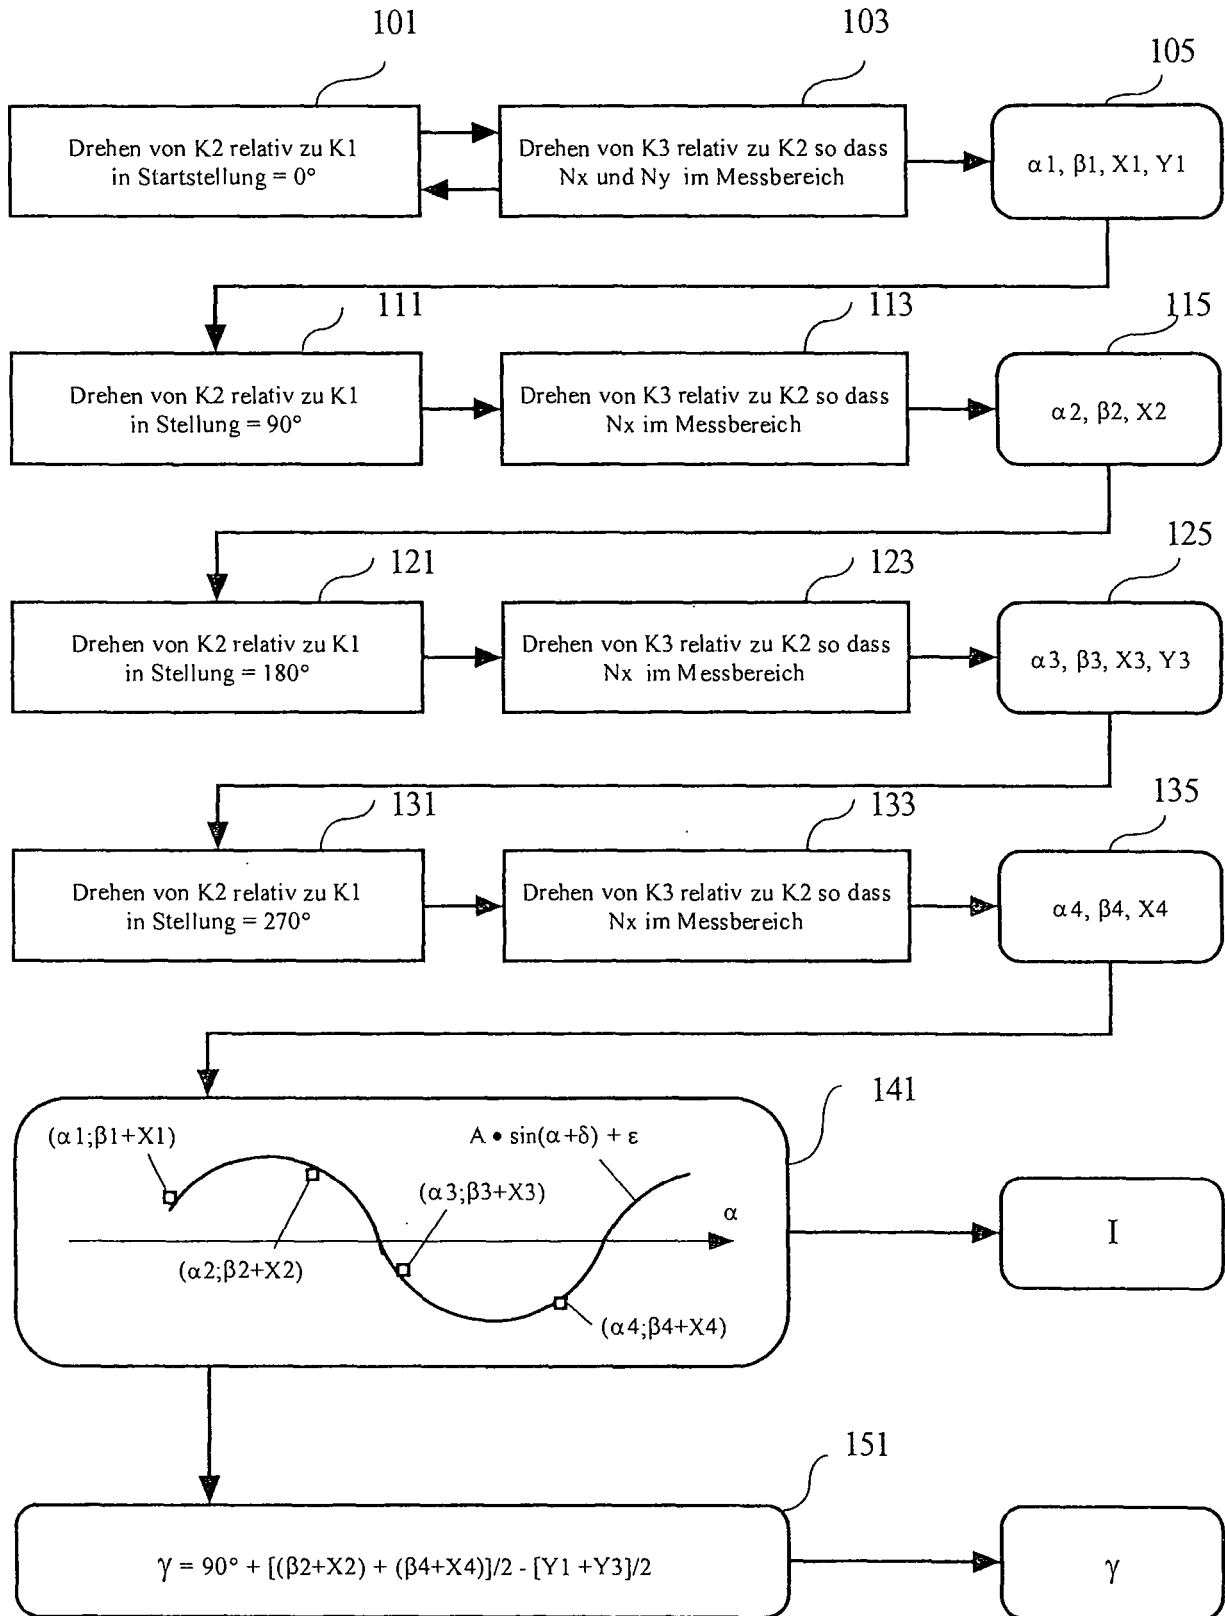 101
103
105
Drehen von K2 relativ zu K1
in Startstellung = 0°
Drehen von K3 relativ zu K2 so dass
Nx und Ny im Messbereich
α1, β1, X1, Y1
111
113
115
Drehen von K2 relativ zu K1
in Stellung = 90°
Drehen von K3 relativ zu K2 so dass
Nx im Messbereich
α2, β2, X2
121
123
125
Drehen von K2 relativ zu K1
in Stellung = 180°
Drehen von K3 relativ zu K2 so dass
Nx im Messbereich
α3, β3, X3, Y3
131
133
135
Drehen von K2 relativ zu K1
in Stellung = 270°
Drehen von K3 relativ zu K2 so dass
Nx im Messbereich
α4, β4, X4
141
(α1;β1+X1)
A • sin(α+δ) + ε
(α3;β3+X3)
α
(α2;β2+X2)
(α4;β4+X4)
I
151
γ = 90° + [(β2+X2) + (β4+X4)]/2 - [Y1 +Y3]/2
γ